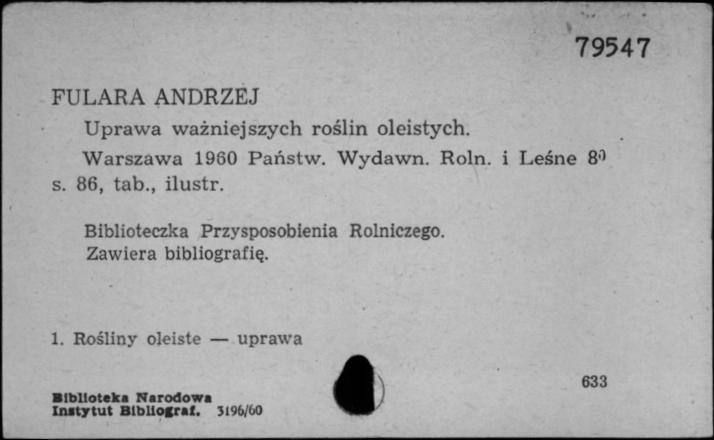 79547
FULARA ANDRZEJ
Uprawa ważniejszych roślin oleistych.
Warszawa 1960 Państw. Wydawn. Roln. i Leśne 8⁰
s. 86, tab., ilustr.
Biblioteczka Przysposobienia Rolniczego.
Zawiera bibliografię.
1. Rośliny oleiste — uprawa
633
Biblioteka Narodowa
Instytut Bibliograf. 3196/60